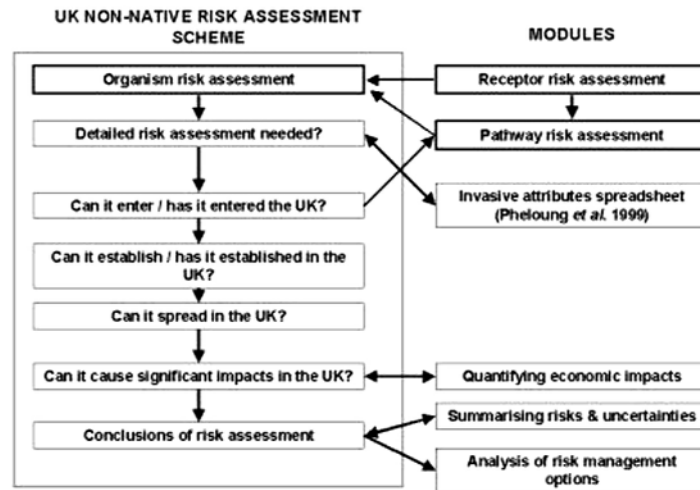 UK NON-NATIVE RISK ASSESSMENT
SCHEME
MODULES
Organism risk assessment
Receptor risk assessment
Detailed risk assessment needed?
Pathway risk assessment
Can it enter / has it entered the UK?
Invasive attributes spreadsheet
(Pheloung et al. 1999)
Can it establish / has it established in the
UK?
Can it spread in the UK?
Can it cause significant impacts in the UK?
Quantifying economic impacts
Summarising risks & uncertainties
Conclusions of risk assessment
Analysis of risk management
options